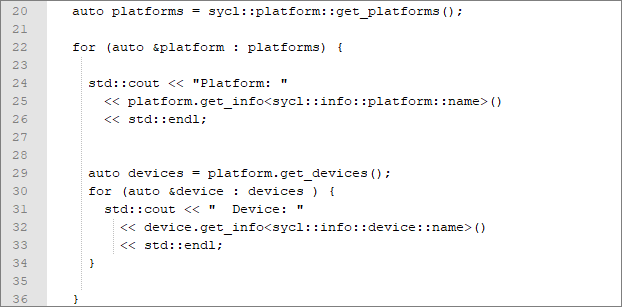 20 auto platforms = sycl::platform::get_platforms();
21
22 for (auto &platform : platforms) {
23
24 std::cout << "Platform: "
25 << platform.get_info<sycl::info::platform::name>()
26 << std::endl;
27
28
29 auto devices = platform.get_devices();
30 for (auto &device : devices ) {
31 std::cout << "  Device: "
32 << device.get_info<sycl::info::device::name>()
33 << std::endl;
34 }
35
36 }